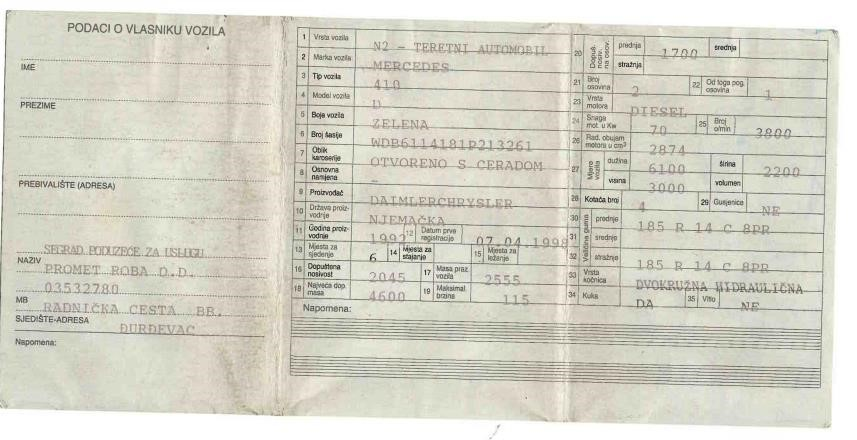 PODACI O VLASNIKU VOZILA
IME
PREZIME
PREBIVALIŠTE (ADRESA)
SEGRAD PODUZEĆE ZA USLUGU
NAZIV
PROMET ROBA D.D.
03532780
MB
RADNIČKA CESTA BB.
SJEDIŠTE-ADRESA
ĐURĐEVAC
Napomena:
1 Vrsta vozila N2 - TERETNI AUTOMOBIL
2 Marka vozila MERCEDES
3 Tip vozila 410
4 Model vozila D
5 Boja vozila ZELENA
6 Broj šasije WDB6114181P213261
7 Oblik karoserije OTVORENO S CERADOM
8 Osnovna namjena -
9 Proizvođač DAIMLERCHRYSLER
10 Država proiz-vodnje NJEMAČKA
11 Godina proiz-vodnje 1992 12 Datum prve registracije 07.04.1998
13 Mjesta za sjedenje 6 14 Mjesta za stajanje 15 Mjesta za ležanje
16 Dopuštena nosivost 2045 17 Masa praz. vozila 2555
18 Najveća dop. masa 4600 19 Maksimal. brzina 115
Napomena:
20 Dopuš. nosiv. na osov. prednja 1700 srednja
stražnja
21 Broj osovina 2 22 Od toga pog. osovina 1
23 Vrsta motora DIESEL
24 Snaga mot. u Kw 70 25 Broj o/min 3800
26 Rad. obujam motora u cm³ 2874
27 Mjere vozila dužina 6100 širina 2200
visina 3000 volumen
28 Kotača broj 4 29 Gusjenice NE
30 prednje 185 R 14 C 8PR
31 srednje
32 stražnje 185 R 14 C 8PR
33 Vrsta kočnica DVOKRUŽNA HIDRAULIČNA
34 Kuka DA 35 Vitlo NE